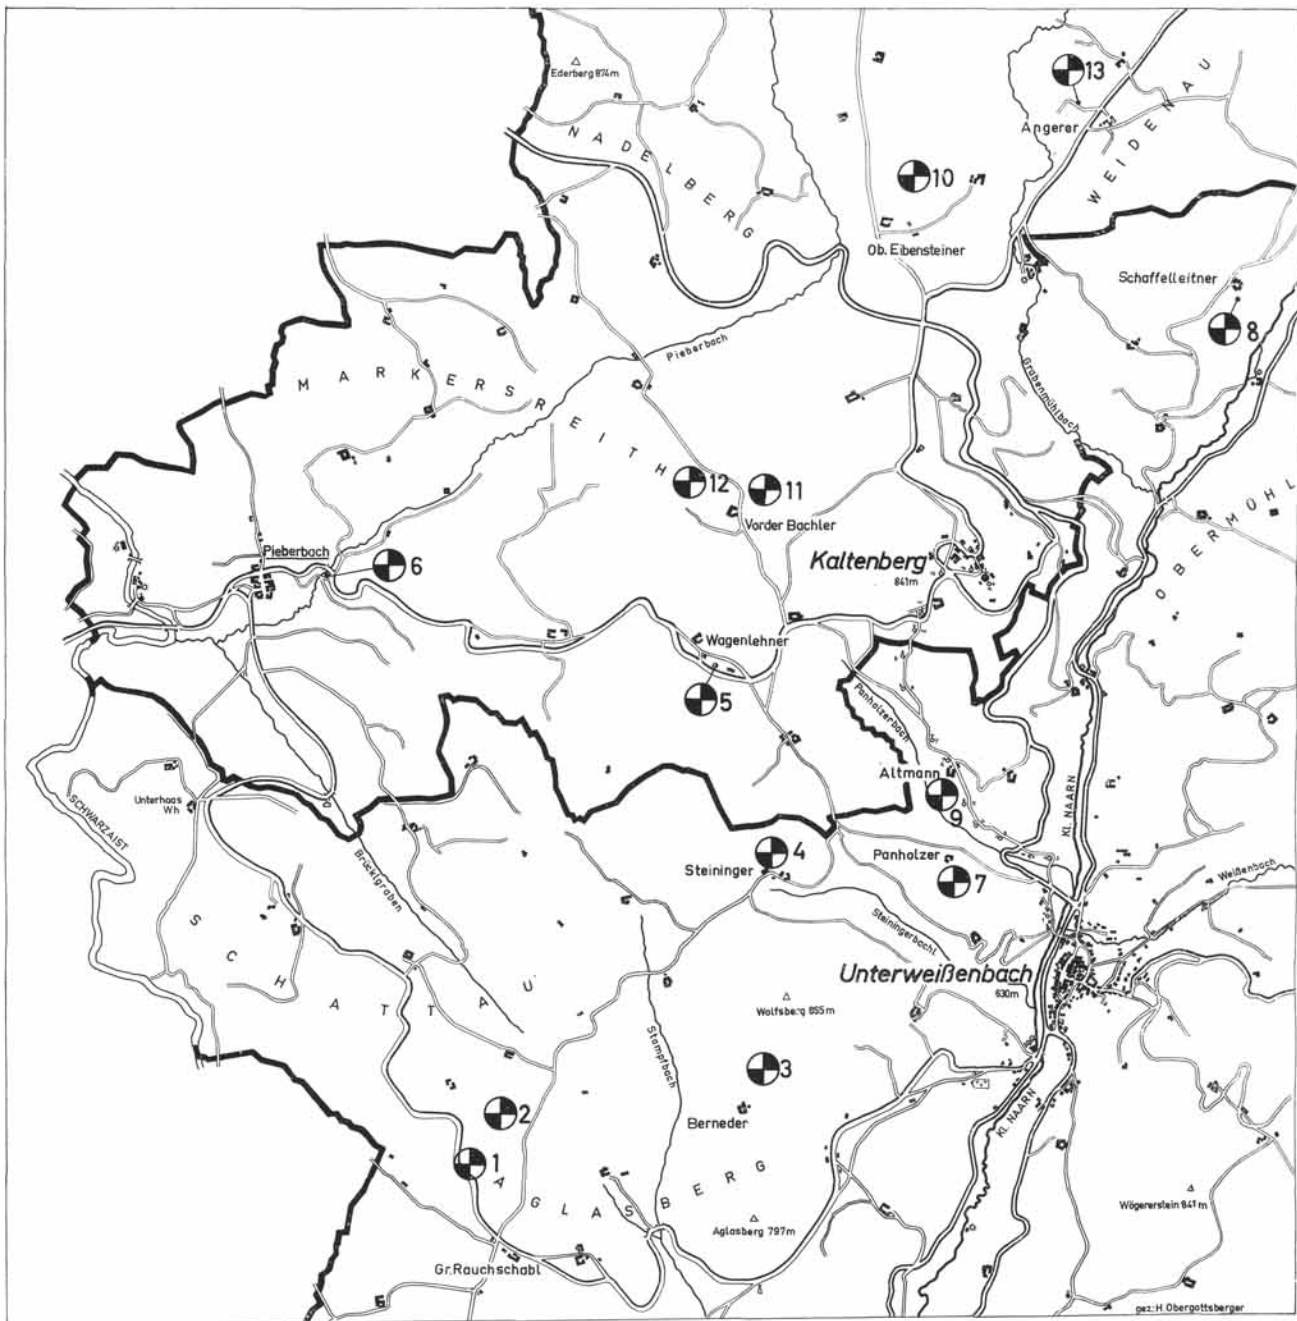 Ederberg 874m
13
Angerer
NADELBERG
WEIDENAU
10
Ob. Eibensteiner
Schaffelleitner
8
Pieberbach
Grabenmühlbach
MARKERSREITH
12
11
Vorder Bachler
OBERMÜHL
Pieberbach
6
Kaltenberg
841m
Wagenlehner
5
Panholzerbach
Altmann
9
KL. NAARN
Unterhaas
Wh
SCHWARZAIST
Brücklgraben
4
Steininger
Panholzer
7
Weißenbach
Steiningerbachl
SCHATTAU
Unterweißenbach
630m
Wolfsberg 855m
Stampfbach
3
Berneder
2
1
KL. NAARN
AGLASBERG
Aglasberg 797m
Wögererstein 841m
Gr. Rauchschabl
gez: H. Obergottsberger